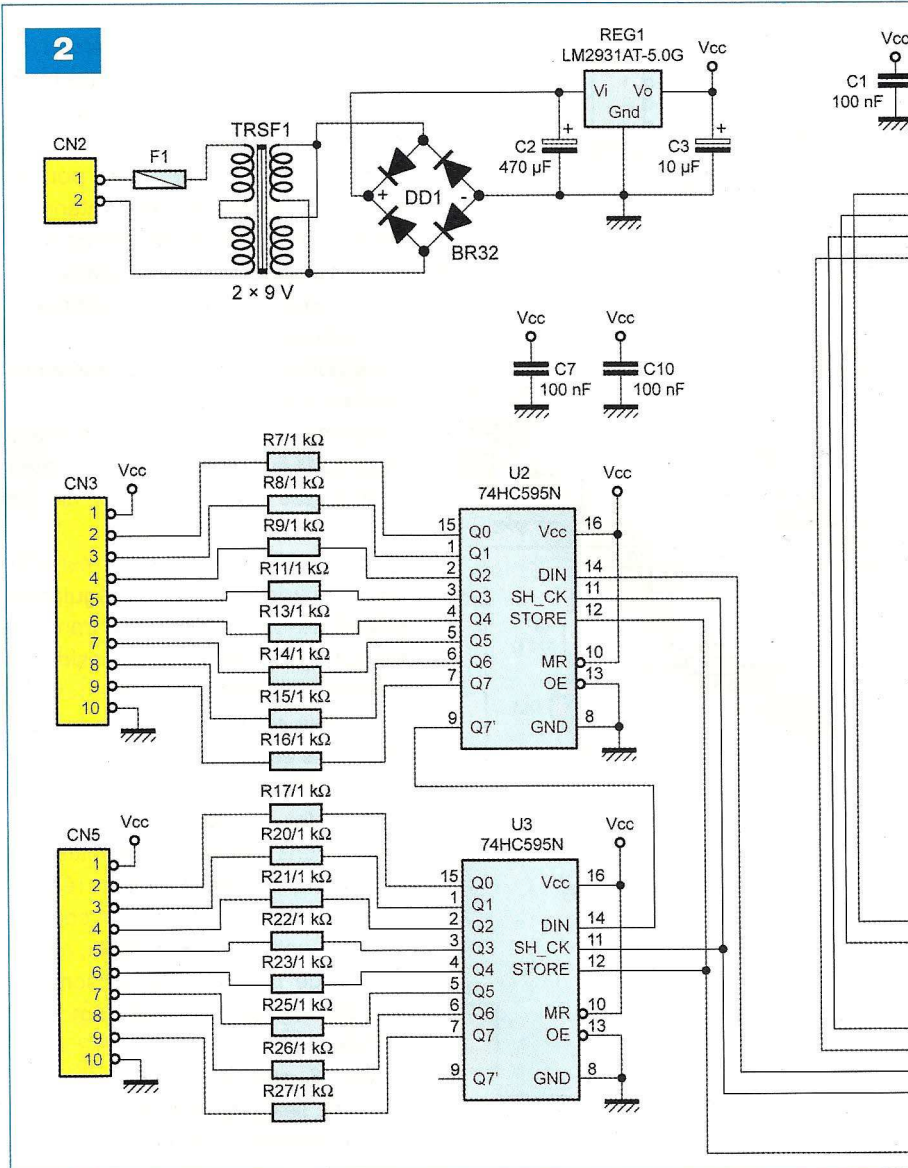 2
REG1
LM2931AT-5.0G
Vcc
Vi Vo
Gnd
Vcc
C1
100 nF
CN2
1
2
F1
TRSF1
2 × 9 V
+ DD1 -
BR32
+
C2
470 µF
+
C3
10 µF
Vcc
C7
100 nF
Vcc
C10
100 nF
CN3
Vcc
1
2
3
4
5
6
7
8
9
10
R7/1 kΩ
R8/1 kΩ
R9/1 kΩ
R11/1 kΩ
R13/1 kΩ
R14/1 kΩ
R15/1 kΩ
R16/1 kΩ
U2
74HC595N
Vcc
15 Q0 Vcc 16
1 Q1
2 Q2 DIN 14
3 Q3 SH_CK 11
4 Q4 STORE 12
5 Q5
6 Q6 MR 10
7 Q7 OE 13
9 Q7' GND 8
CN5
Vcc
1
2
3
4
5
6
7
8
9
10
R17/1 kΩ
R20/1 kΩ
R21/1 kΩ
R22/1 kΩ
R23/1 kΩ
R25/1 kΩ
R26/1 kΩ
R27/1 kΩ
U3
74HC595N
Vcc
15 Q0 Vcc 16
1 Q1
2 Q2 DIN 14
3 Q3 SH_CK 11
4 Q4 STORE 12
5 Q5
6 Q6 MR 10
7 Q7 OE 13
9 Q7' GND 8